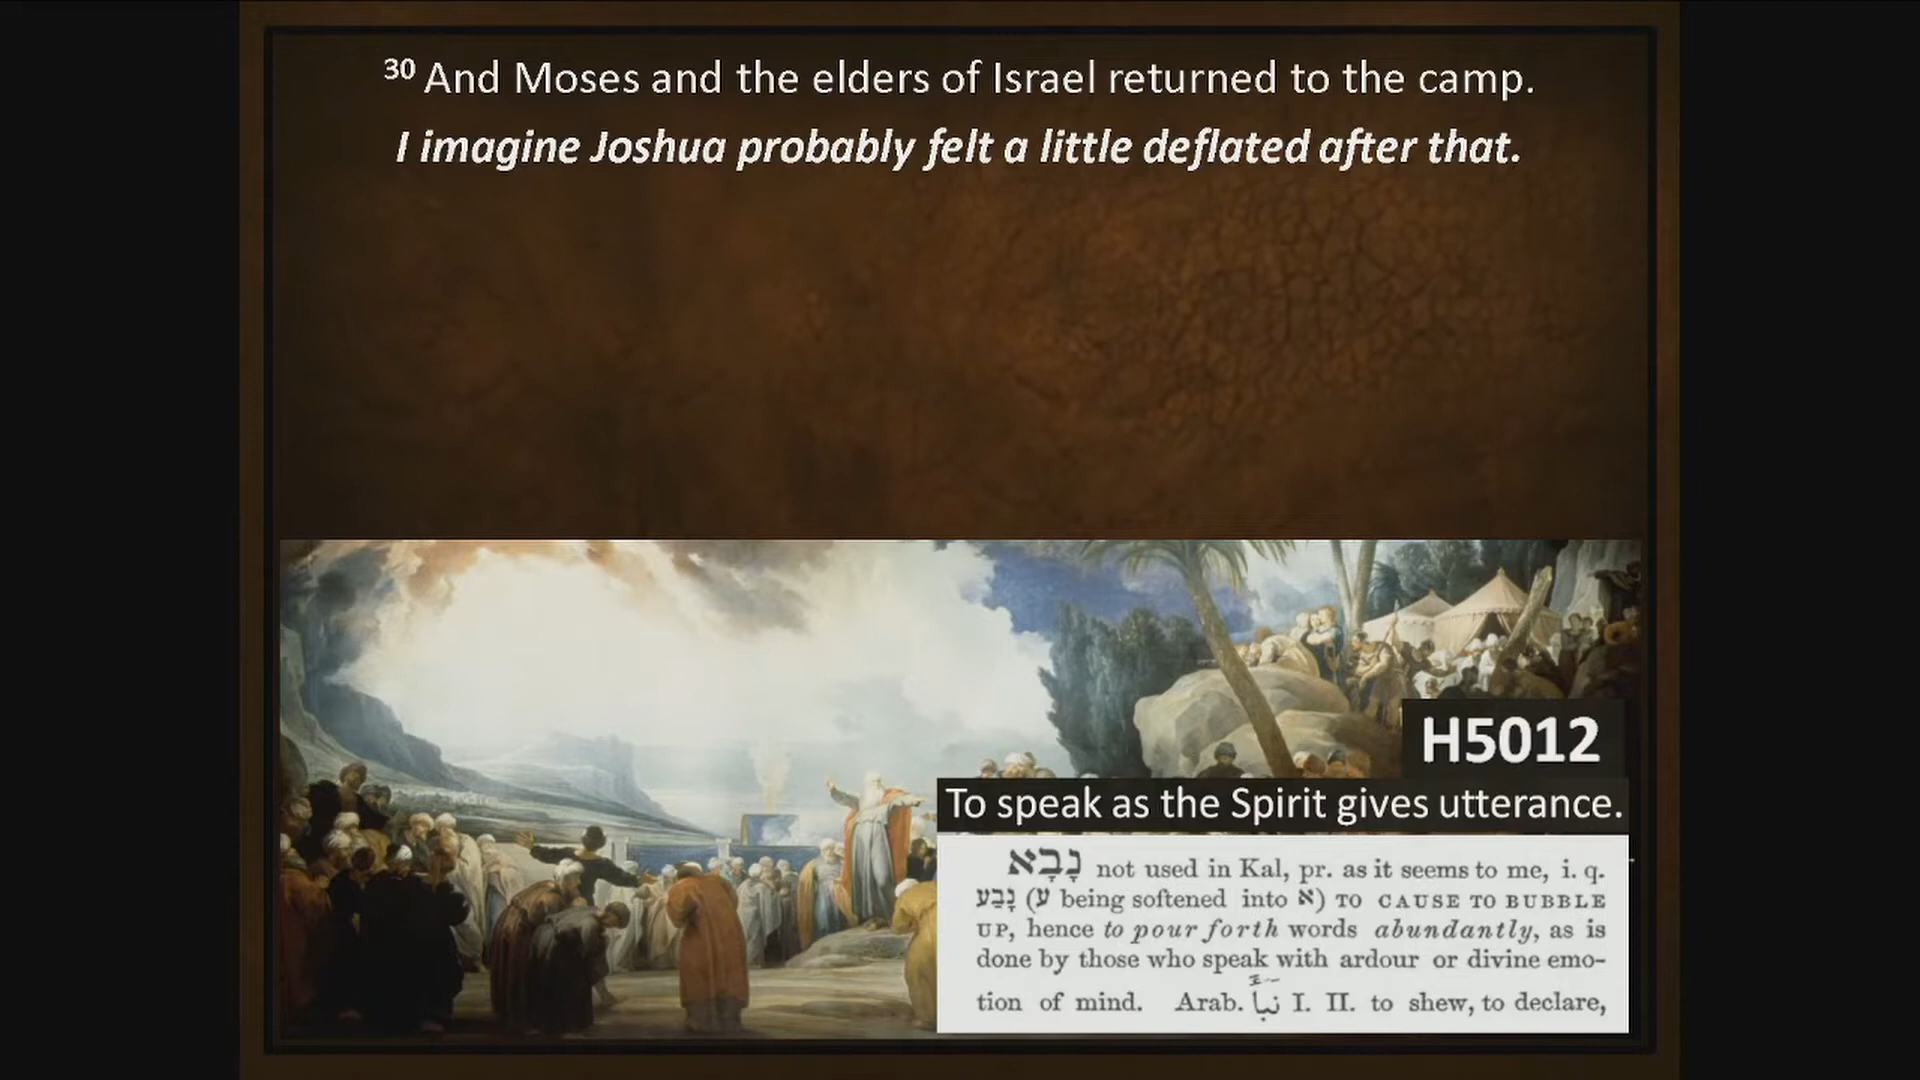 30 And Moses and the elders of Israel returned to the camp.
I imagine Joshua probably felt a little deflated after that.
H5012
To speak as the Spirit gives utterance.
נָבָא not used in Kal, pr. as it seems to me, i. q.
נָבַע (ע being softened into א) TO CAUSE TO BUBBLE
UP, hence to pour forth words abundantly, as is
done by those who speak with ardour or divine emo-
tion of mind. Arab. نبأ I. II. to shew, to declare,